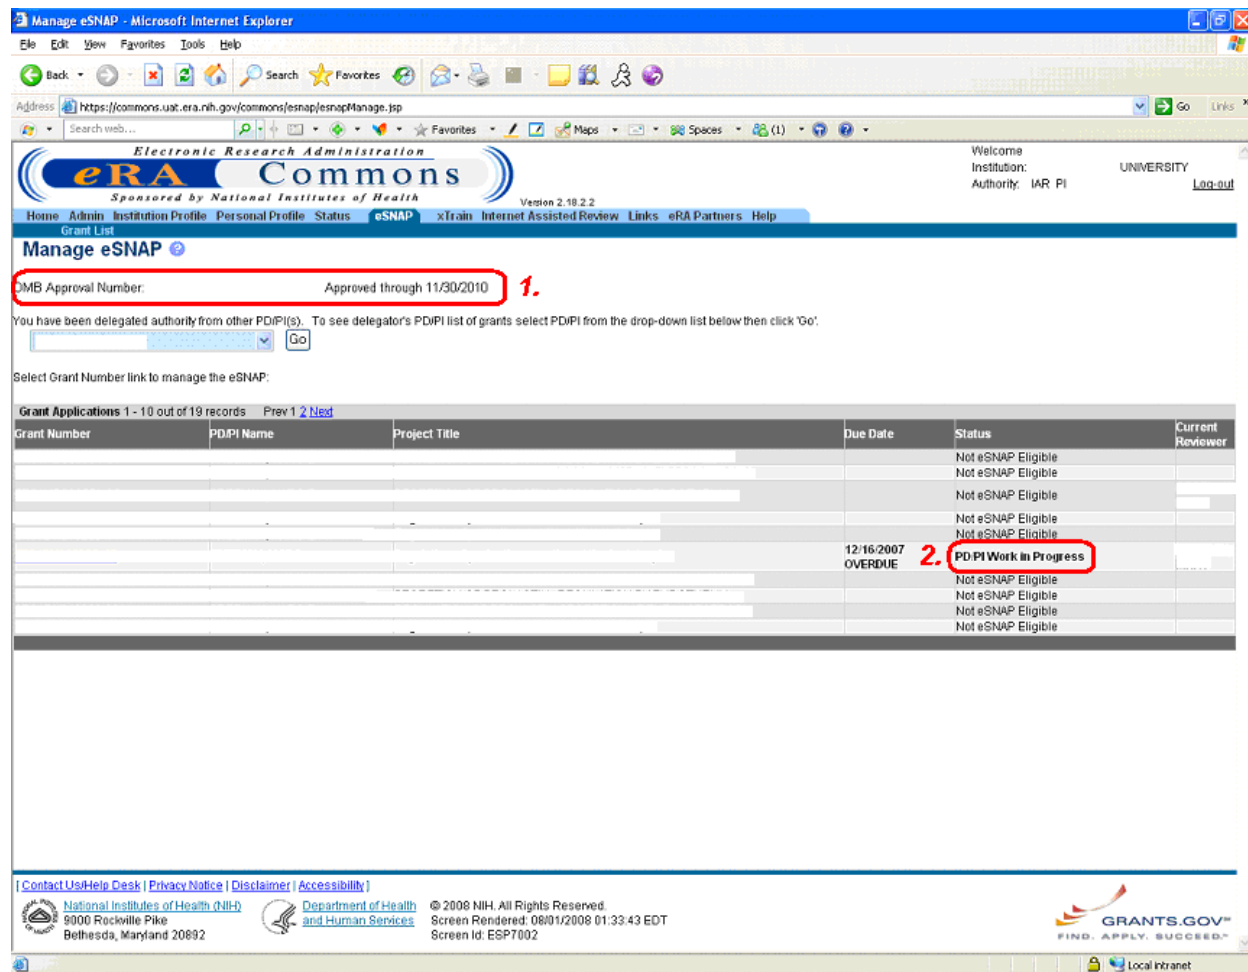 Manage eSNAP - Microsoft Internet Explorer
File Edit View Favorites Tools Help
Back Search Favorites
Address https://commons.uat.era.nih.gov/commons/esnap/esnapManage.jsp Go Links
Search web... Favorites Maps Spaces (1)
Electronic Research Administration
eRA Commons
Sponsored by National Institutes of Health
Version 2.18.2.2
Welcome
Institution: UNIVERSITY
Authority: IAR PI Log-out
Home Admin Institution Profile Personal Profile Status eSNAP xTrain Internet Assisted Review Links eRA Partners Help
Grant List
Manage eSNAP ?
OMB Approval Number: Approved through 11/30/2010 1.
You have been delegated authority from other PD/PI(s). To see delegator's PD/PI list of grants select PD/PI from the drop-down list below then click 'Go'.
Go
Select Grant Number link to manage the eSNAP:
Grant Applications 1 - 10 out of 19 records Prev 1 2 Next
Grant Number PD/PI Name Project Title Due Date Status Current Reviewer
Not eSNAP Eligible
Not eSNAP Eligible
Not eSNAP Eligible
Not eSNAP Eligible
Not eSNAP Eligible
12/16/2007 OVERDUE 2. PD/PI Work in Progress
Not eSNAP Eligible
Not eSNAP Eligible
Not eSNAP Eligible
Not eSNAP Eligible
[ Contact Us/Help Desk | Privacy Notice | Disclaimer | Accessibility ]
National Institutes of Health (NIH)
9000 Rockville Pike
Bethesda, Maryland 20892
Department of Health
and Human Services
© 2008 NIH. All Rights Reserved.
Screen Rendered: 08/01/2008 01:33:43 EDT
Screen Id: ESP7002
GRANTS.GOV℠
FIND. APPLY. SUCCEED.℠
Local intranet